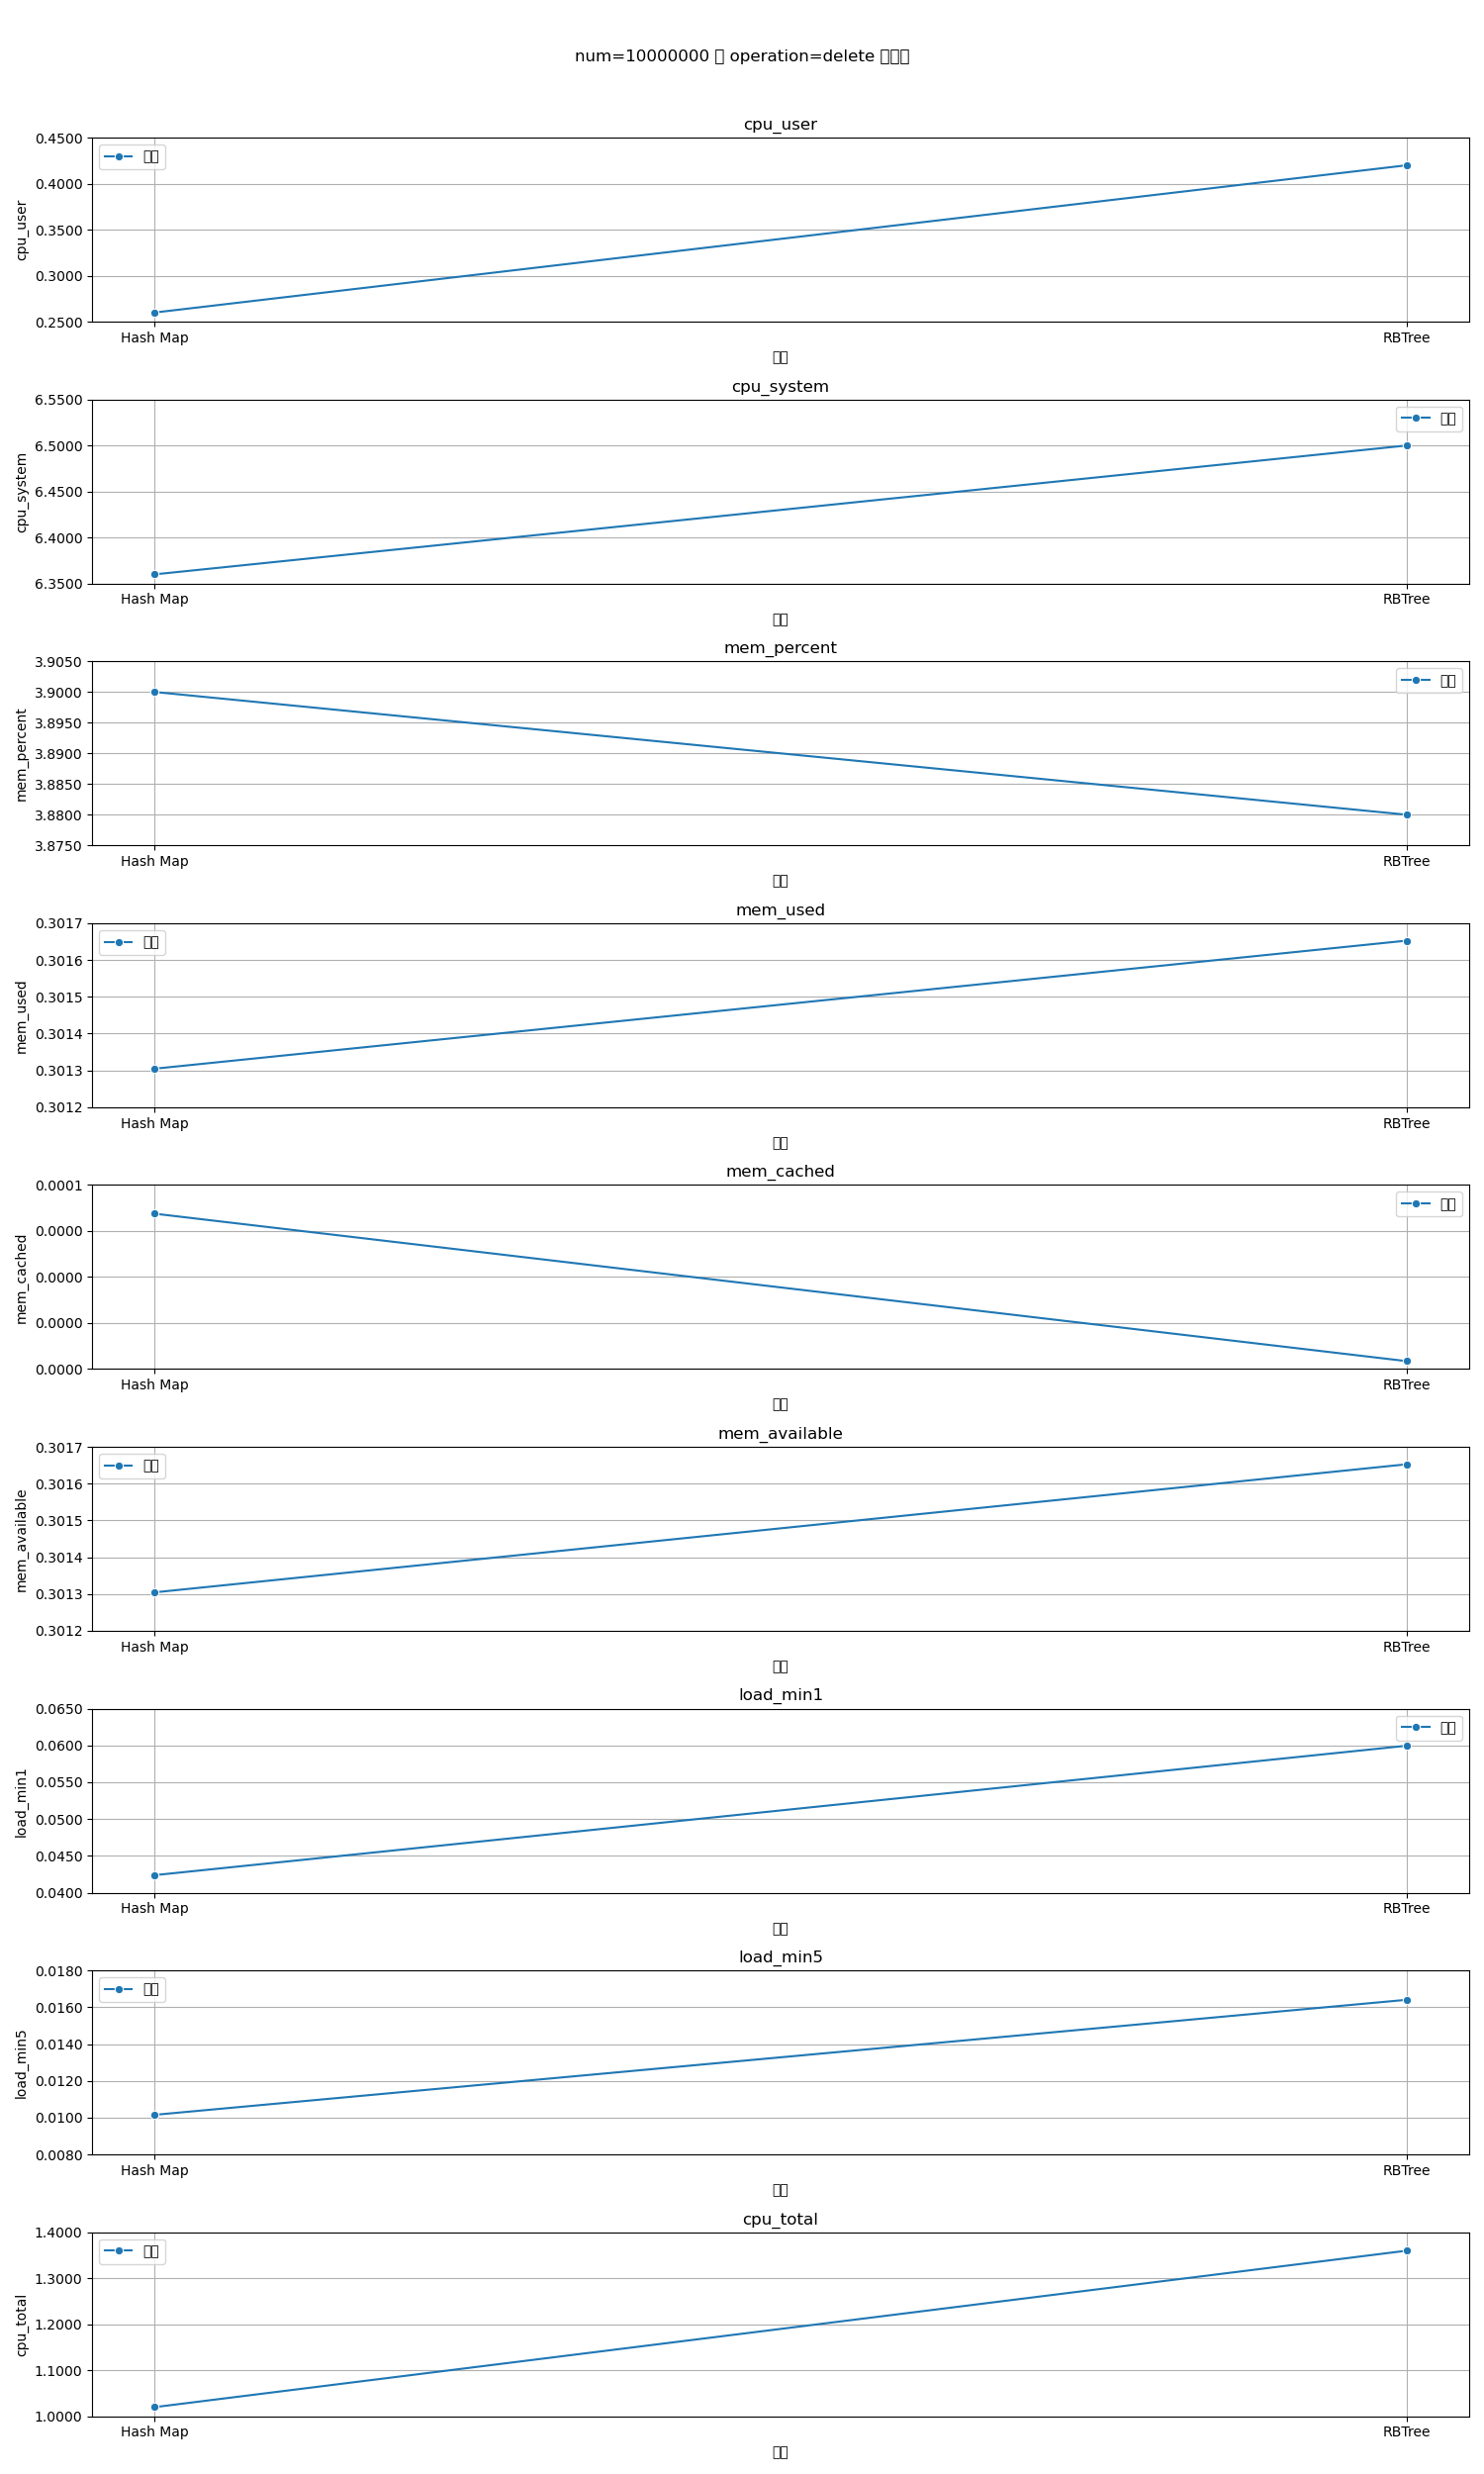 num=10000000 operation=delete
cpu_user
0.4500
0.4000
0.3500
0.3000
0.2500
cpu_user
Hash Map RBTree
cpu_system
6.5500
6.5000
6.4500
6.4000
6.3500
cpu_system
Hash Map RBTree
mem_percent
3.9050
3.9000
3.8950
3.8900
3.8850
3.8800
3.8750
mem_percent
Hash Map RBTree
mem_used
0.3017
0.3016
0.3015
0.3014
0.3013
0.3012
mem_used
Hash Map RBTree
mem_cached
0.0001
0.0000
0.0000
0.0000
0.0000
mem_cached
Hash Map RBTree
mem_available
0.3017
0.3016
0.3015
0.3014
0.3013
0.3012
mem_available
Hash Map RBTree
load_min1
0.0650
0.0600
0.0550
0.0500
0.0450
0.0400
load_min1
Hash Map RBTree
load_min5
0.0180
0.0160
0.0140
0.0120
0.0100
0.0080
load_min5
Hash Map RBTree
cpu_total
1.4000
1.3000
1.2000
1.1000
1.0000
cpu_total
Hash Map RBTree